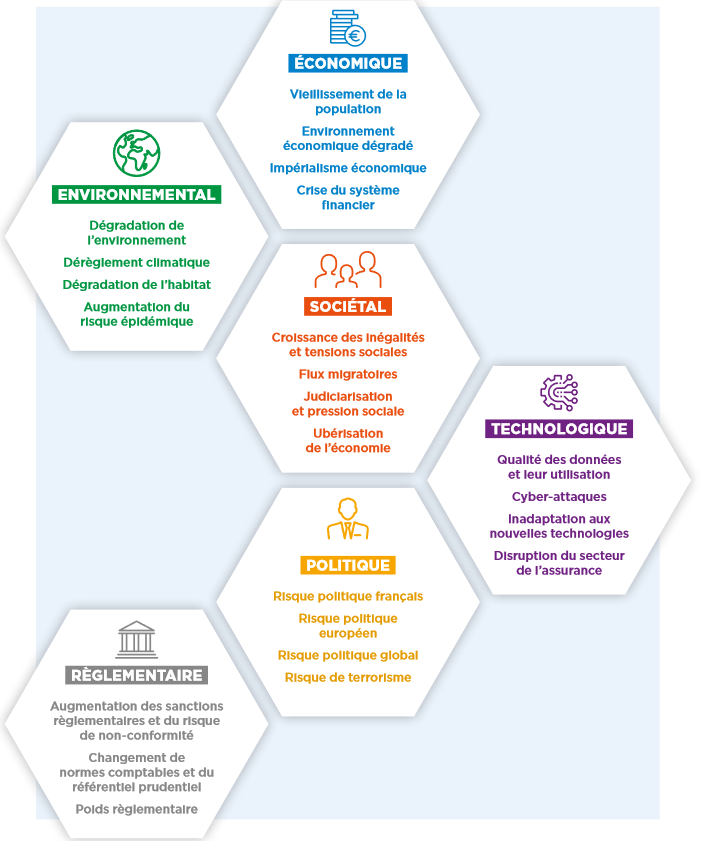 ÉCONOMIQUE
Vieillissement de la
population
Environnement
économique dégradé
Impérialisme économique
Crise du système
financier
ENVIRONNEMENTAL
Dégradation de
l'environnement
Dérèglement climatique
Dégradation de l'habitat
Augmentation du
risque épidémique
SOCIÉTAL
Croissance des inégalités
et tensions sociales
Flux migratoires
Judiciarisation
et pression sociale
Ubérisation
de l'économie
TECHNOLOGIQUE
Qualité des données
et leur utilisation
Cyber-attaques
Inadaptation aux
nouvelles technologies
Disruption du secteur
de l'assurance
POLITIQUE
Risque politique français
Risque politique
européen
Risque politique global
Risque de terrorisme
RÈGLEMENTAIRE
Augmentation des sanctions
règlementaires et du risque
de non-conformité
Changement de
normes comptables et du
référentiel prudentiel
Poids règlementaire